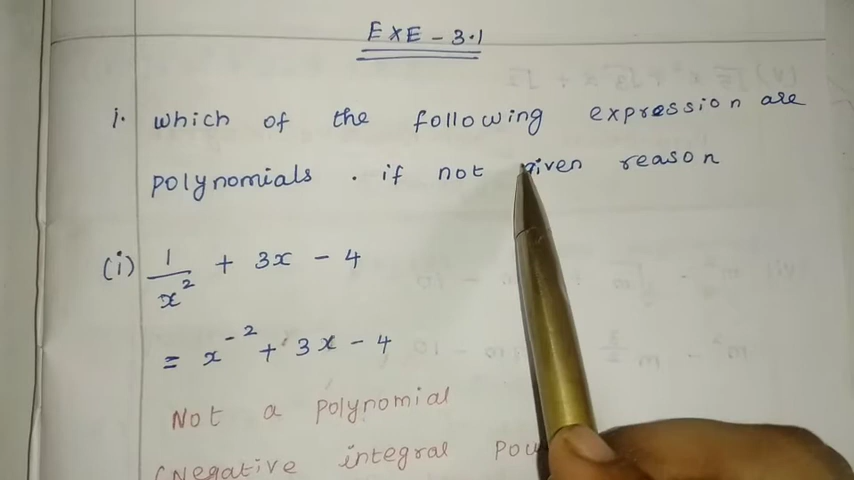 EXE - 3.1
1. which of the following expression are
polynomials . if not given reason
(i) 1/x² + 3x - 4
= x⁻² + 3x - 4
Not a polynomial
(Negative integral